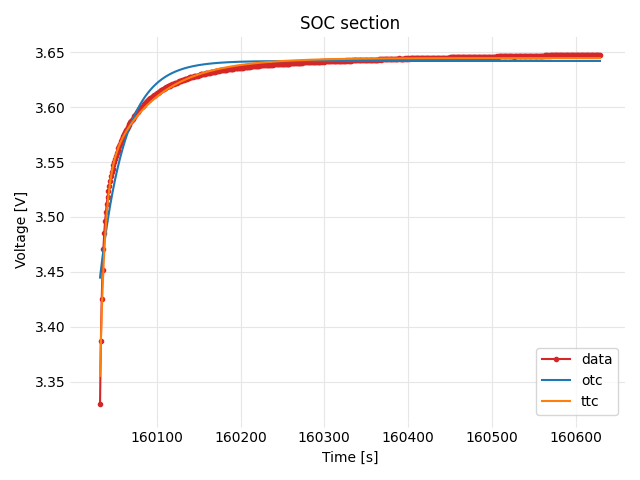 SOC section
Voltage [V]
3.65
3.60
3.55
3.50
3.45
3.40
3.35
data
otc
ttc
160100 160200 160300 160400 160500 160600
Time [s]